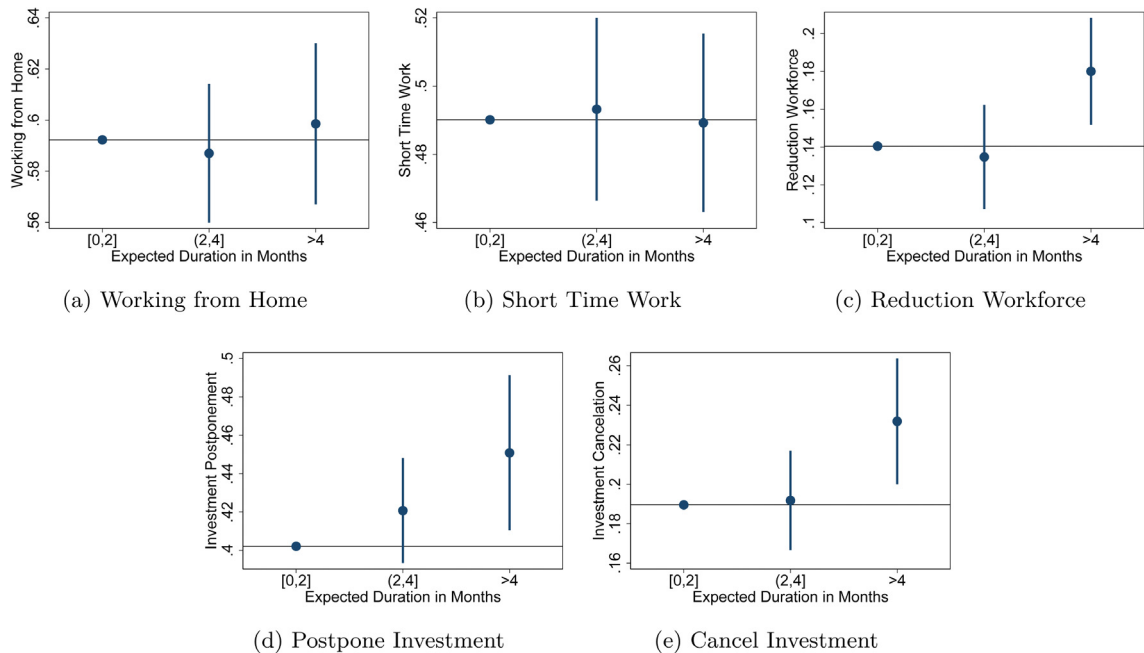 Working from Home
.64
.62
.6
.58
.56
[0,2]
(2,4]
>4
Expected Duration in Months
(a) Working from Home
Short Time Work
.52
.5
.48
.46
[0,2]
(2,4]
>4
Expected Duration in Months
(b) Short Time Work
Reduction Workforce
.2
.18
.16
.14
.12
.1
[0,2]
(2,4]
>4
Expected Duration in Months
(c) Reduction Workforce
Investment Postponement
.5
.48
.46
.44
.42
.4
[0,2]
(2,4]
>4
Expected Duration in Months
(d) Postpone Investment
Investment Cancelation
.26
.24
.22
.2
.18
.16
[0,2]
(2,4]
>4
Expected Duration in Months
(e) Cancel Investment